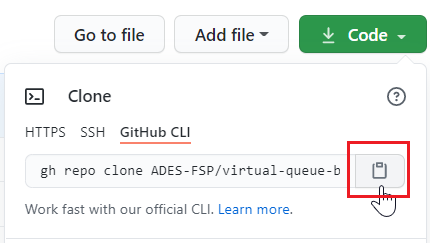 Go to file Add file Code
Clone
HTTPS SSH GitHub CLI
gh repo clone ADES-FSP/virtual-queue-b
Work fast with our official CLI. Learn more.